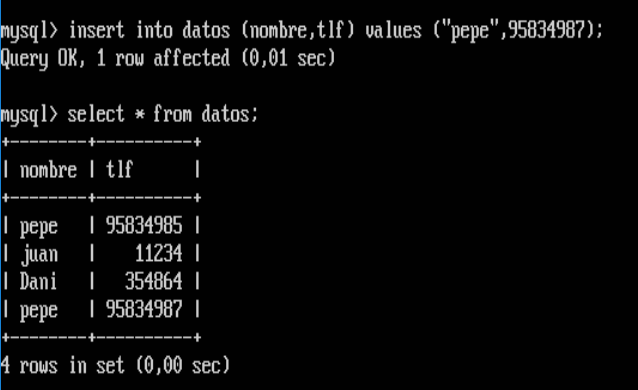 mysql> insert into datos (nombre,tlf) values ("pepe",95834987);
Query OK, 1 row affected (0,01 sec)
mysql> select * from datos;
+--------+----------+
| nombre | tlf      |
+--------+----------+
| pepe   | 95834985 |
| juan   |    11234 |
| Dani   |   354864 |
| pepe   | 95834987 |
+--------+----------+
4 rows in set (0,00 sec)